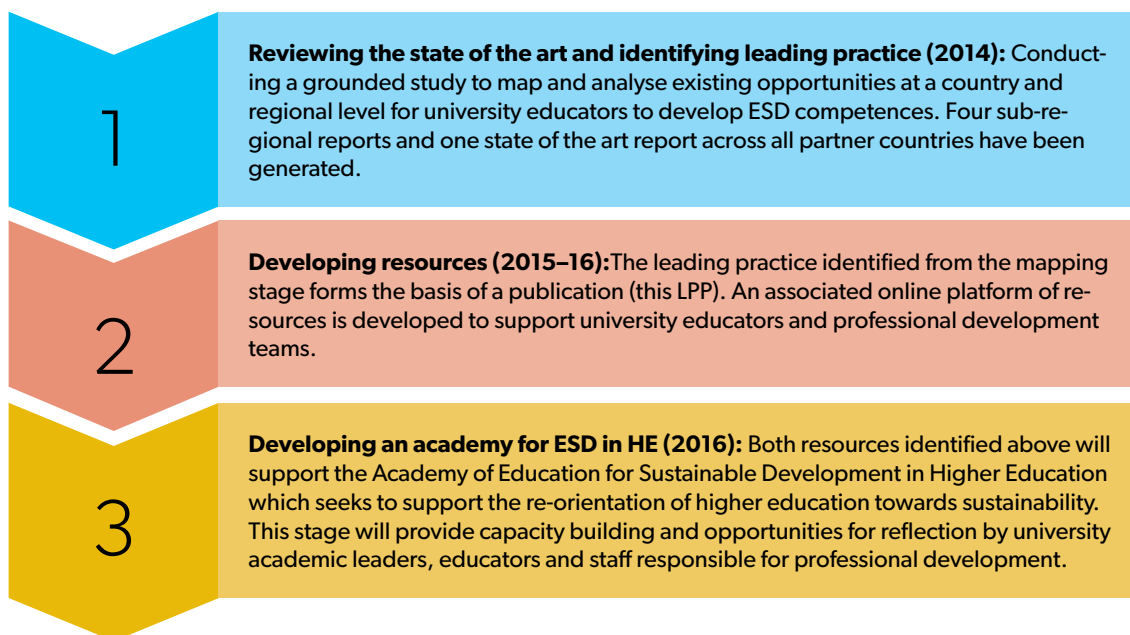 1
Reviewing the state of the art and identifying leading practice (2014): Conduct-
ing a grounded study to map and analyse existing opportunities at a country and
regional level for university educators to develop ESD competences. Four sub-re-
gional reports and one state of the art report across all partner countries have been
generated.
2
Developing resources (2015–16):The leading practice identified from the mapping
stage forms the basis of a publication (this LPP). An associated online platform of re-
sources is developed to support university educators and professional development
teams.
3
Developing an academy for ESD in HE (2016): Both resources identified above will
support the Academy of Education for Sustainable Development in Higher Education
which seeks to support the re-orientation of higher education towards sustainability.
This stage will provide capacity building and opportunities for reflection by university
academic leaders, educators and staff responsible for professional development.